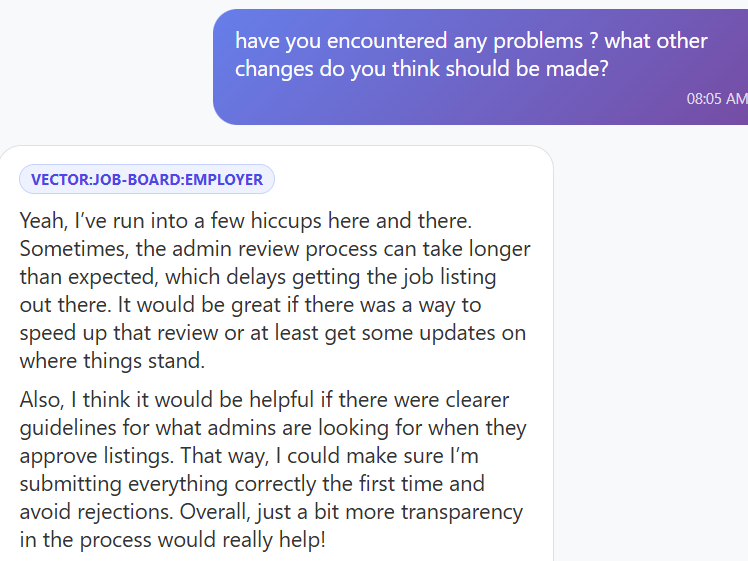 have you encountered any problems ? what other
changes do you think should be made?
08:05 AM
VECTOR:JOB-BOARD:EMPLOYER
Yeah, I've run into a few hiccups here and there.
Sometimes, the admin review process can take longer
than expected, which delays getting the job listing
out there. It would be great if there was a way to
speed up that review or at least get some updates on
where things stand.
Also, I think it would be helpful if there were clearer
guidelines for what admins are looking for when they
approve listings. That way, I could make sure I'm
submitting everything correctly the first time and
avoid rejections. Overall, just a bit more transparency
in the process would really help!